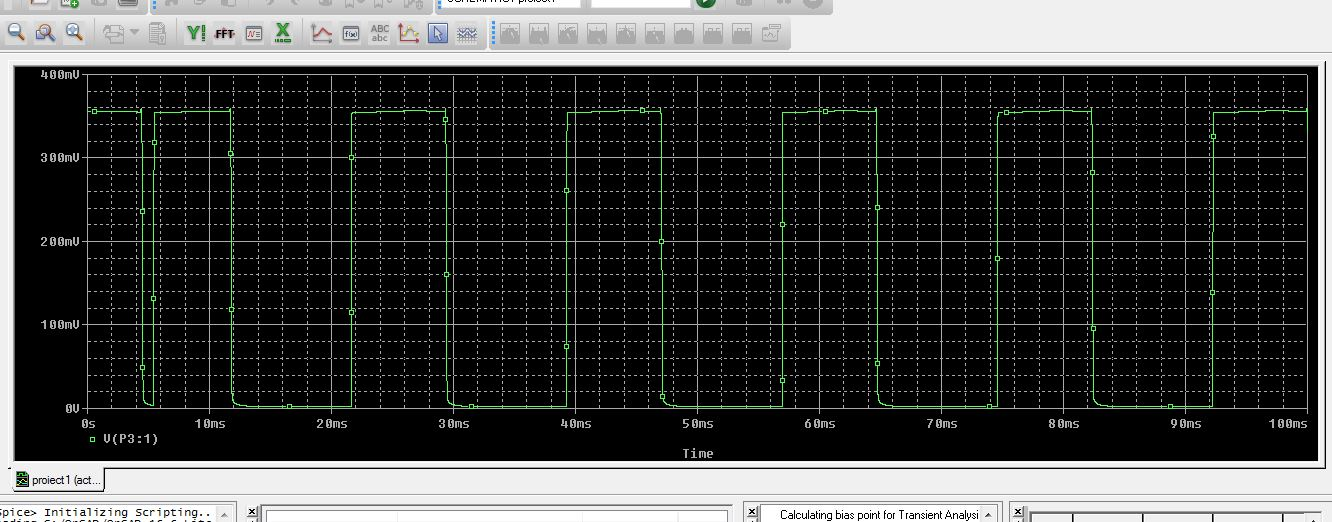 Y! FFT
ABC
abc
400mV
300mV
200mV
100mV
0V
0s 10ms 20ms 30ms 40ms 50ms 60ms 70ms 80ms 90ms 100ms
V(P3:1)
Time
proiect1 (act...
Spice> Initializing Scripting..
Calculating bias point for Transient Analysi